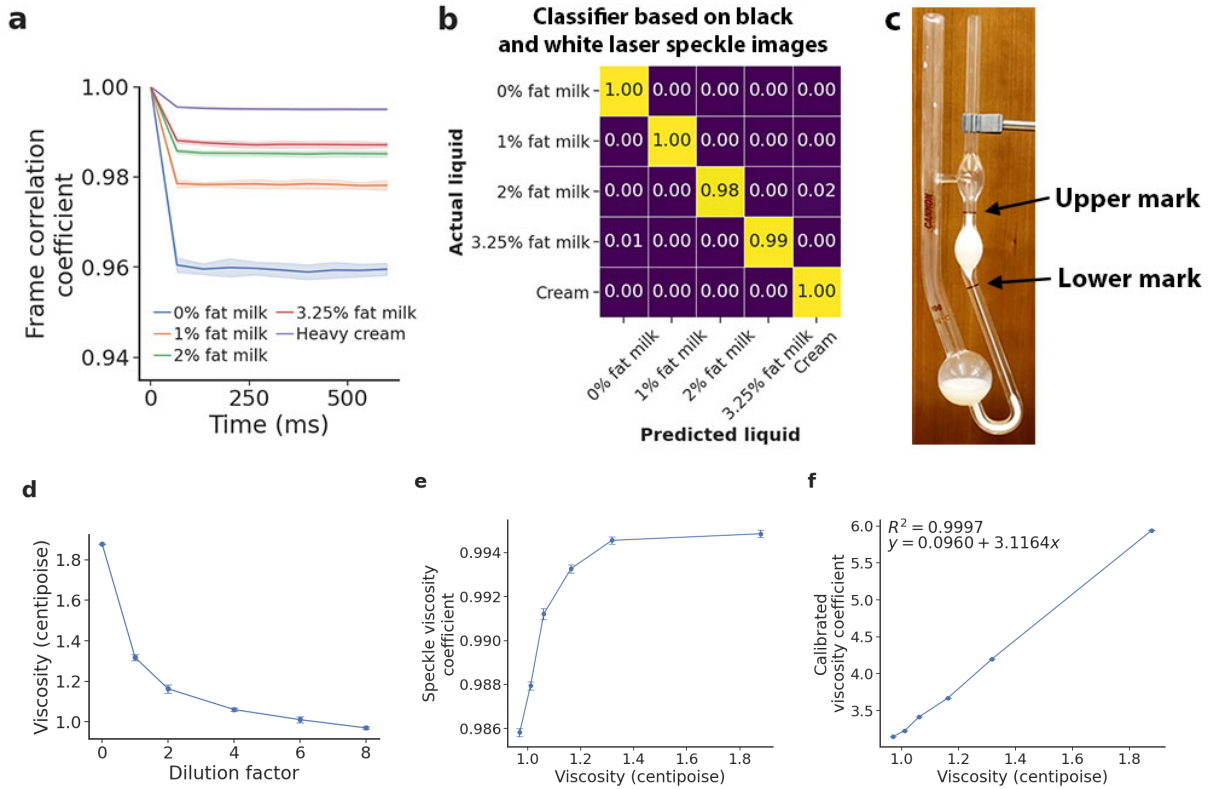 a
1.00
0.98
0.96
0.94
Frame correlation
coefficient
0% fat milk
1% fat milk
2% fat milk
3.25% fat milk
Heavy cream
0
250
500
Time (ms)
b
Classifier based on black
and white laser speckle images
Actual liquid
0% fat milk 1.00 0.00 0.00 0.00 0.00
1% fat milk 0.00 1.00 0.00 0.00 0.00
2% fat milk 0.00 0.00 0.98 0.00 0.02
3.25% fat milk 0.01 0.00 0.00 0.99 0.00
Cream 0.00 0.00 0.00 0.00 1.00
0% fat milk
1% fat milk
2% fat milk
3.25% fat milk
Cream
Predicted liquid
c
CANNON
Upper mark
Lower mark
d
Viscosity (centipoise)
1.8
1.6
1.4
1.2
1.0
0 2 4 6 8
Dilution factor
e
Speckle viscosity
coefficient
0.994
0.992
0.990
0.988
0.986
1.0 1.2 1.4 1.6 1.8
Viscosity (centipoise)
f
Calibrated
viscosity coefficient
6.0
5.5
5.0
4.5
4.0
3.5
R² = 0.9997
y = 0.0960 + 3.1164x
1.0 1.2 1.4 1.6 1.8
Viscosity (centipoise)